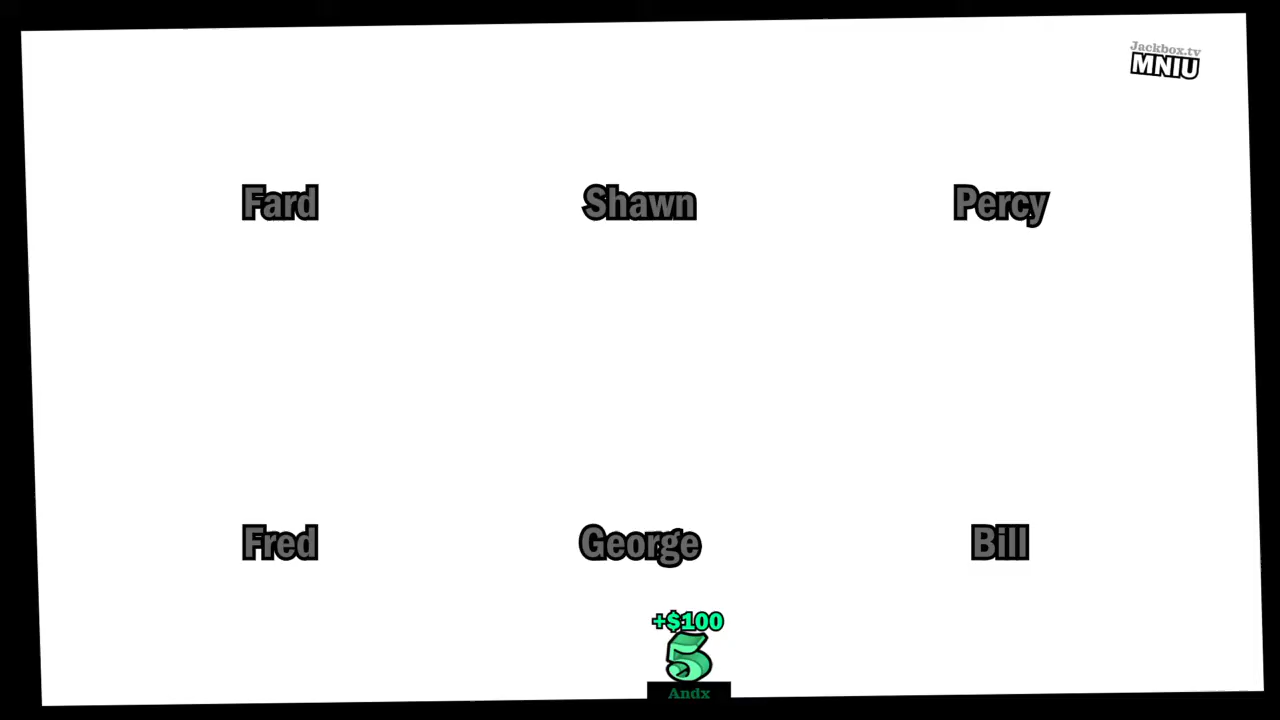 Jackbox.tv
MNIU
Fard
Shawn
Percy
Fred
George
Bill
+$100
5
Andx